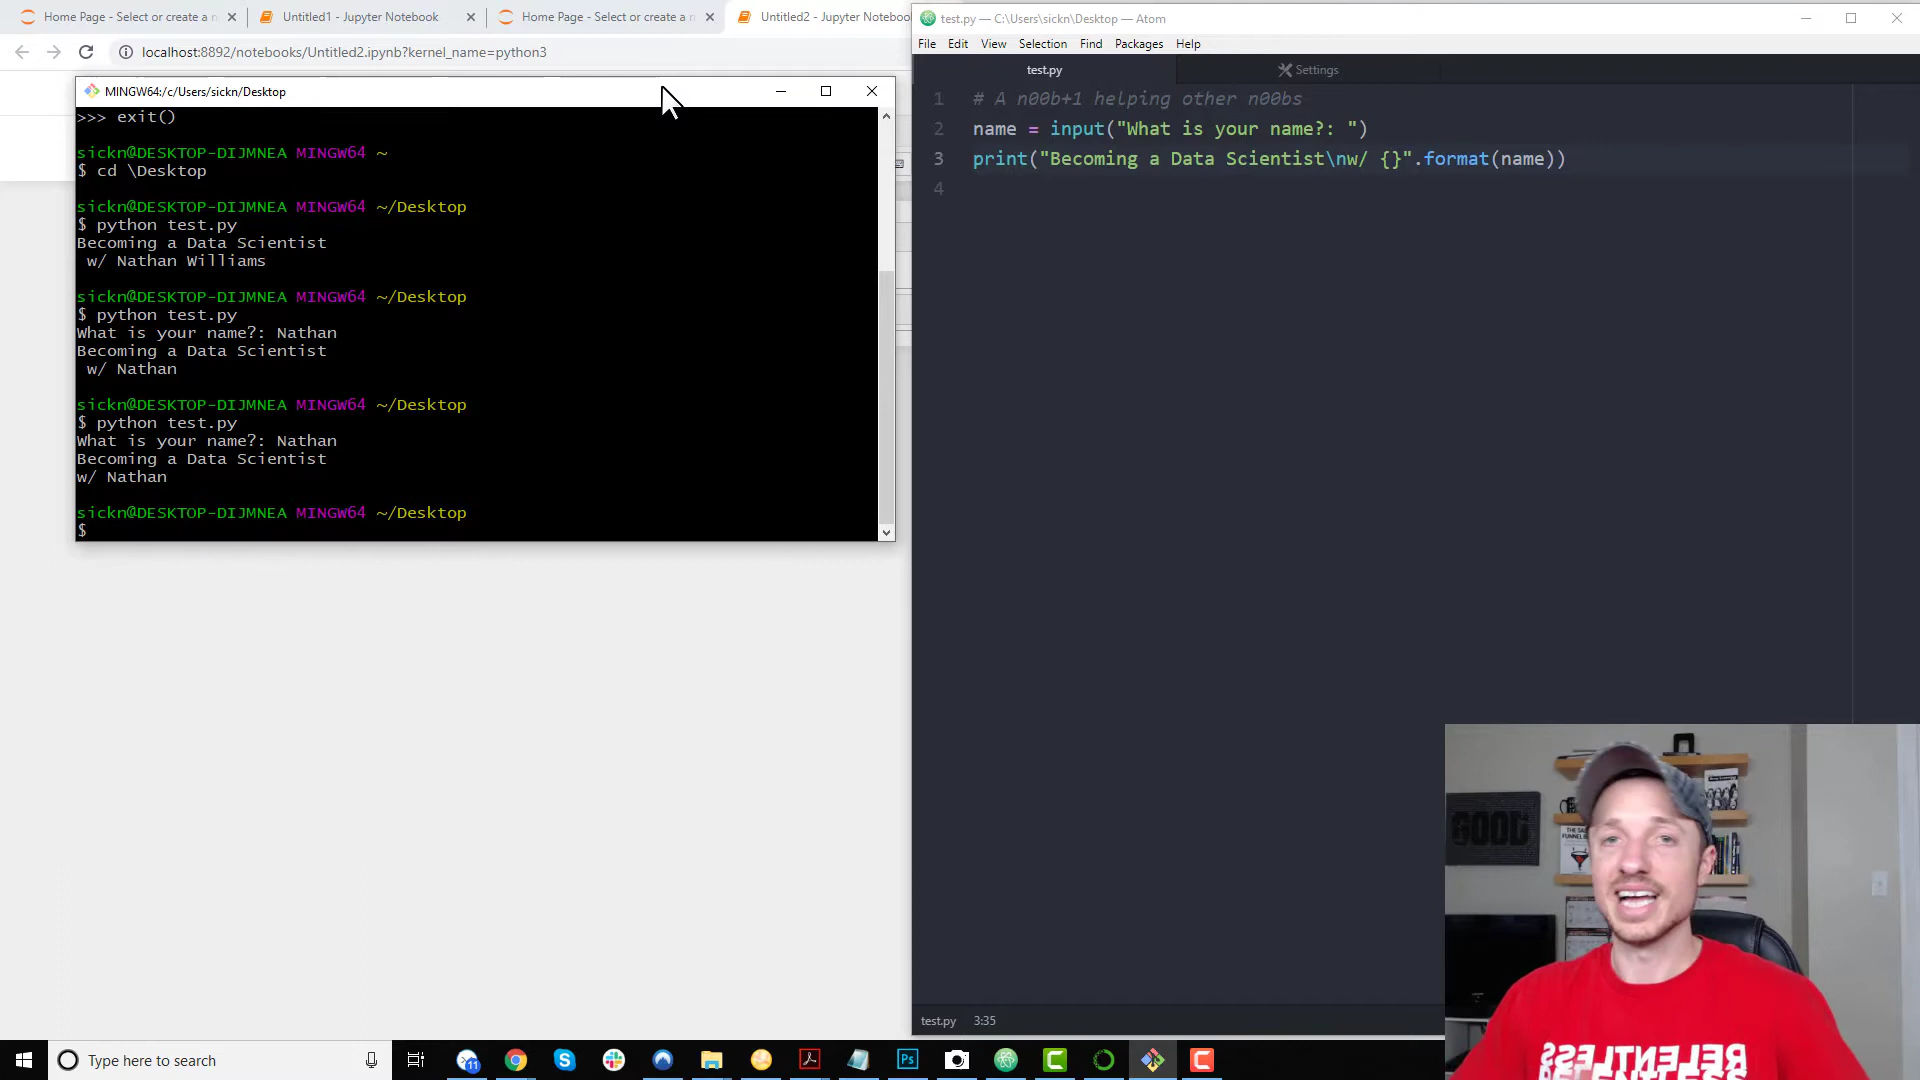 Home Page - Select or create a n
Untitled1 - Jupyter Notebook
Home Page - Select or create a n
Untitled2 - Jupyter Notebook
localhost:8892/notebooks/Untitled2.ipynb?kernel_name=python3
MINGW64:/c/Users/sickn/Desktop
>>> exit()
sickn@DESKTOP-DIJMNEA MINGW64 ~
$ cd \Desktop
sickn@DESKTOP-DIJMNEA MINGW64 ~/Desktop
$ python test.py
Becoming a Data Scientist
w/ Nathan Williams
sickn@DESKTOP-DIJMNEA MINGW64 ~/Desktop
$ python test.py
What is your name?: Nathan
Becoming a Data Scientist
w/ Nathan
sickn@DESKTOP-DIJMNEA MINGW64 ~/Desktop
$ python test.py
What is your name?: Nathan
Becoming a Data Scientist
w/ Nathan
sickn@DESKTOP-DIJMNEA MINGW64 ~/Desktop
$
test.py — C:\Users\sickn\Desktop — Atom
File Edit View Selection Find Packages Help
test.py
Settings
1 # A n00b+1 helping other n00bs
2 name = input("What is your name?: ")
3 print("Becoming a Data Scientist\nw/ {}".format(name))
4
GOOD
RELENTLESS
RELENTLESS
test.py 3:35
Type here to search
11
Ps